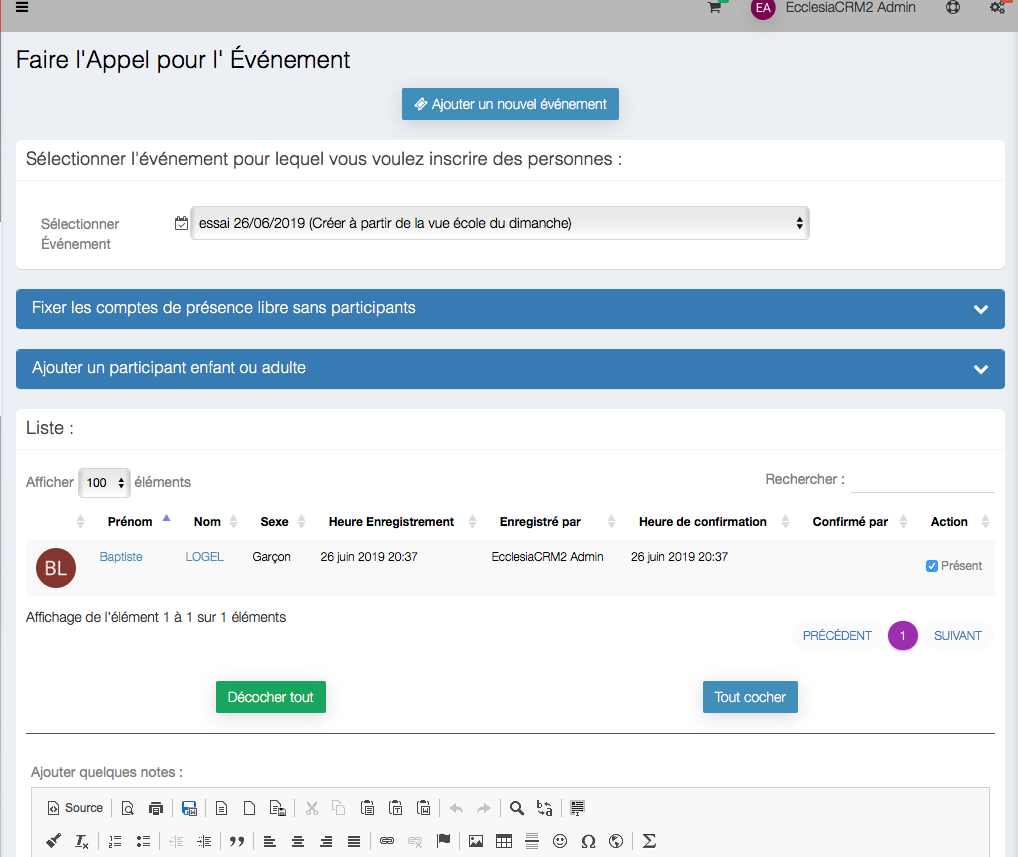 EA EcclesiaCRM2 Admin
Faire l'Appel pour l' Événement
Ajouter un nouvel événement
Sélectionner l'événement pour lequel vous voulez inscrire des personnes :
Sélectionner Événement
essai 26/06/2019 (Créer à partir de la vue école du dimanche)
Fixer les comptes de présence libre sans participants
Ajouter un participant enfant ou adulte
Liste :
Afficher 100 éléments
Rechercher :
Prénom Nom Sexe Heure Enregistrement Enregistré par Heure de confirmation Confirmé par Action
BL Baptiste LOGEL Garçon 26 juin 2019 20:37 EcclesiaCRM2 Admin 26 juin 2019 20:37 Présent
Affichage de l'élément 1 à 1 sur 1 éléments
PRÉCÉDENT 1 SUIVANT
Décocher tout Tout cocher
Ajouter quelques notes :
Source